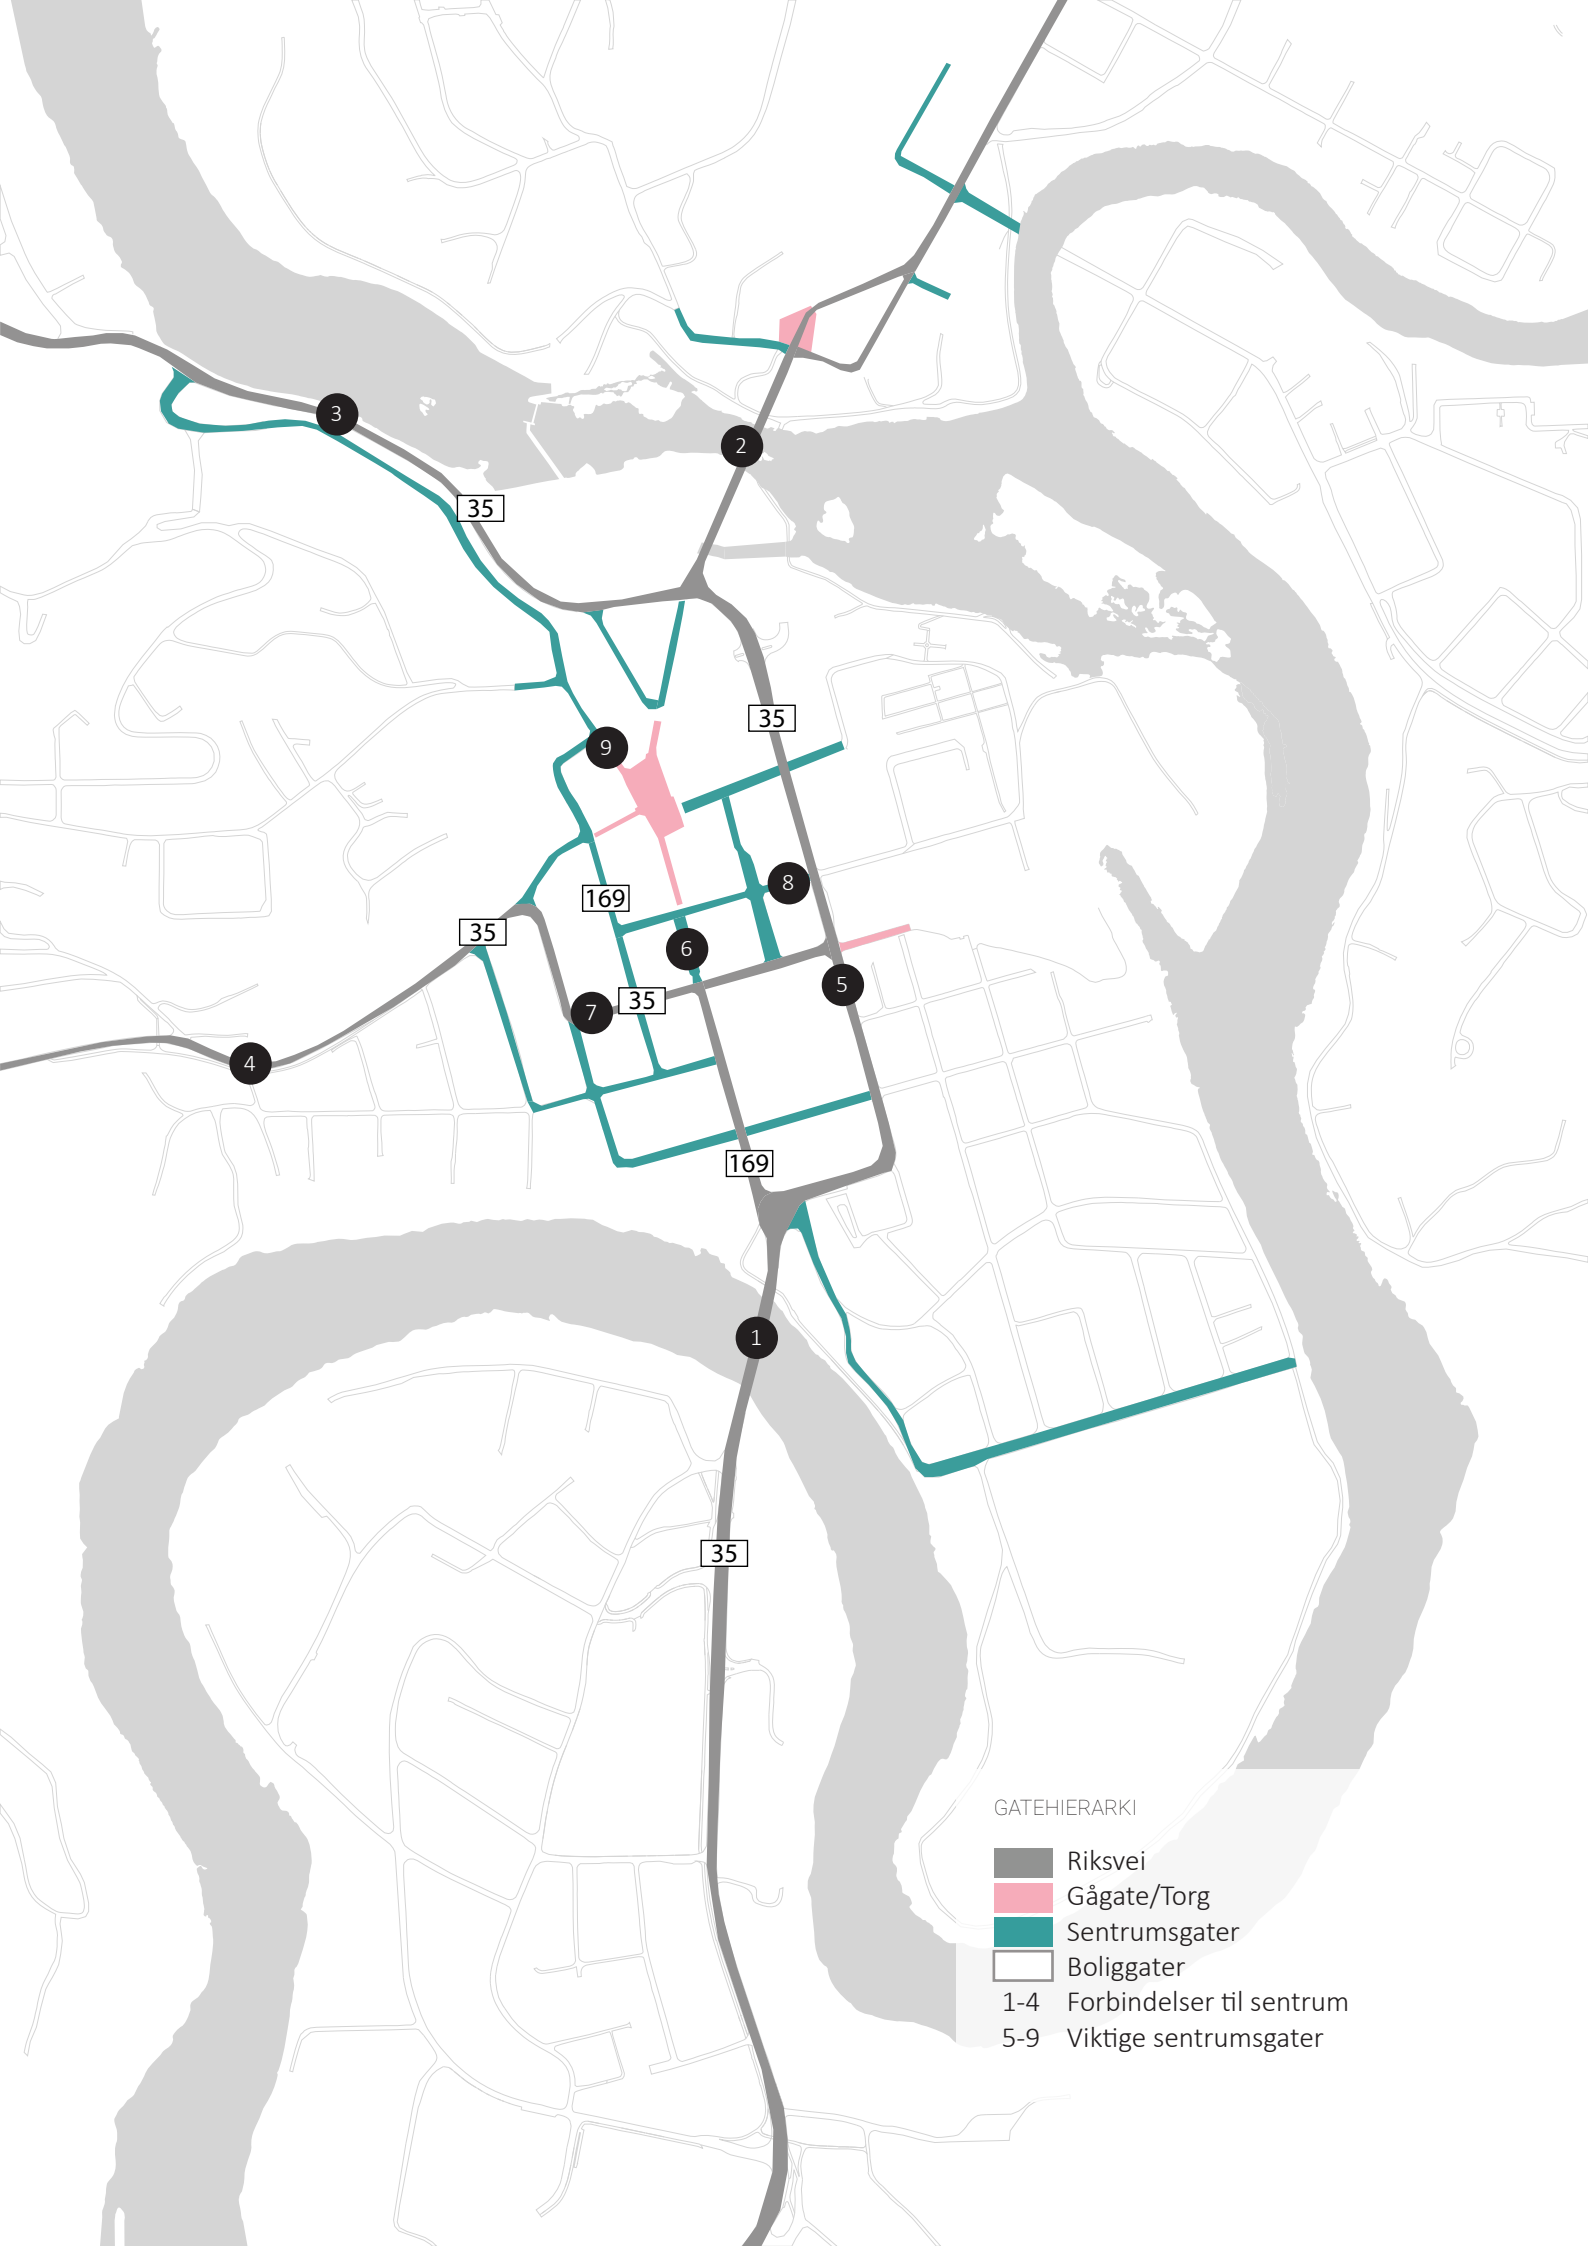 3
2
35
35
9
8
169
35
6
5
35
7
4
169
1
35
GATEHIERARKI
Riksvei
Gågate/Torg
Sentrumsgater
Boliggater
1-4 Forbindelser til sentrum
5-9 Viktige sentrumsgater